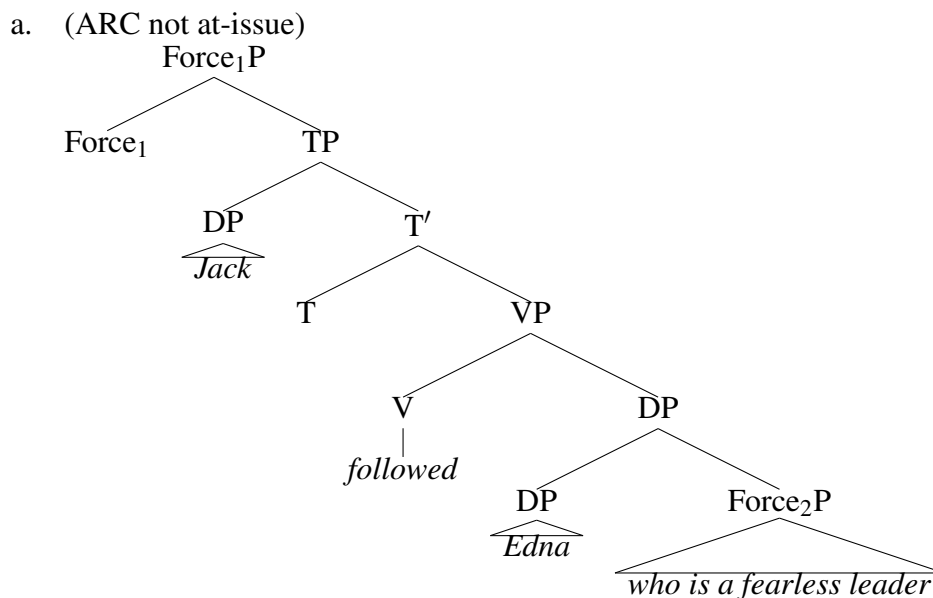 a. (ARC not at-issue)
Force₁P
Force₁ TP
DP T′
Jack
T VP
V DP
followed
DP Force₂P
Edna
who is a fearless leader